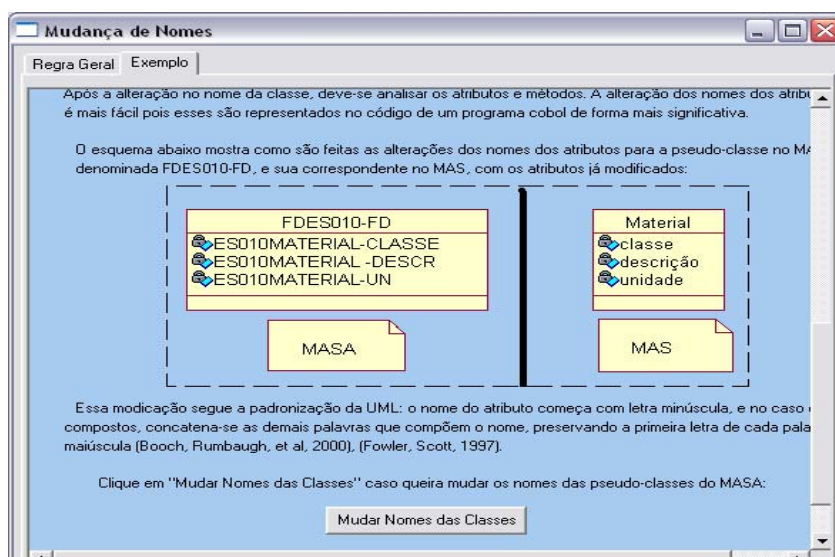 Mudança de Nomes
Regra Geral Exemplo
Após a alteração no nome da classe, deve-se analisar os atributos e métodos. A alteração dos nomes dos
é mais fácil pois esses são representados no código de um programa cobol de forma mais significativa.
O esquema abaixo mostra como são feitas as alterações dos nomes dos atributos para a pseudo-classe no
denominada FDES010-FD, e sua correspondente no MAS, com os atributos já modificados:
FDES010-FD
ES010MATERIAL-CLASSE
ES010MATERIAL -DESCR
ES010MATERIAL-UN
MASA
Material
classe
descrição
unidade
MAS
Essa modicação segue a padronização da UML: o nome do atributo começa com letra minúscula, e no caso
compostos, concatena-se as demais palavras que compõem o nome, preservando a primeira letra de cada
maiúscula (Booch, Rumbaugh, et al, 2000), (Fowler, Scott, 1997).
Clique em "Mudar Nomes das Classes" caso queira mudar os nomes das pseudo-classes do MASA:
Mudar Nomes das Classes